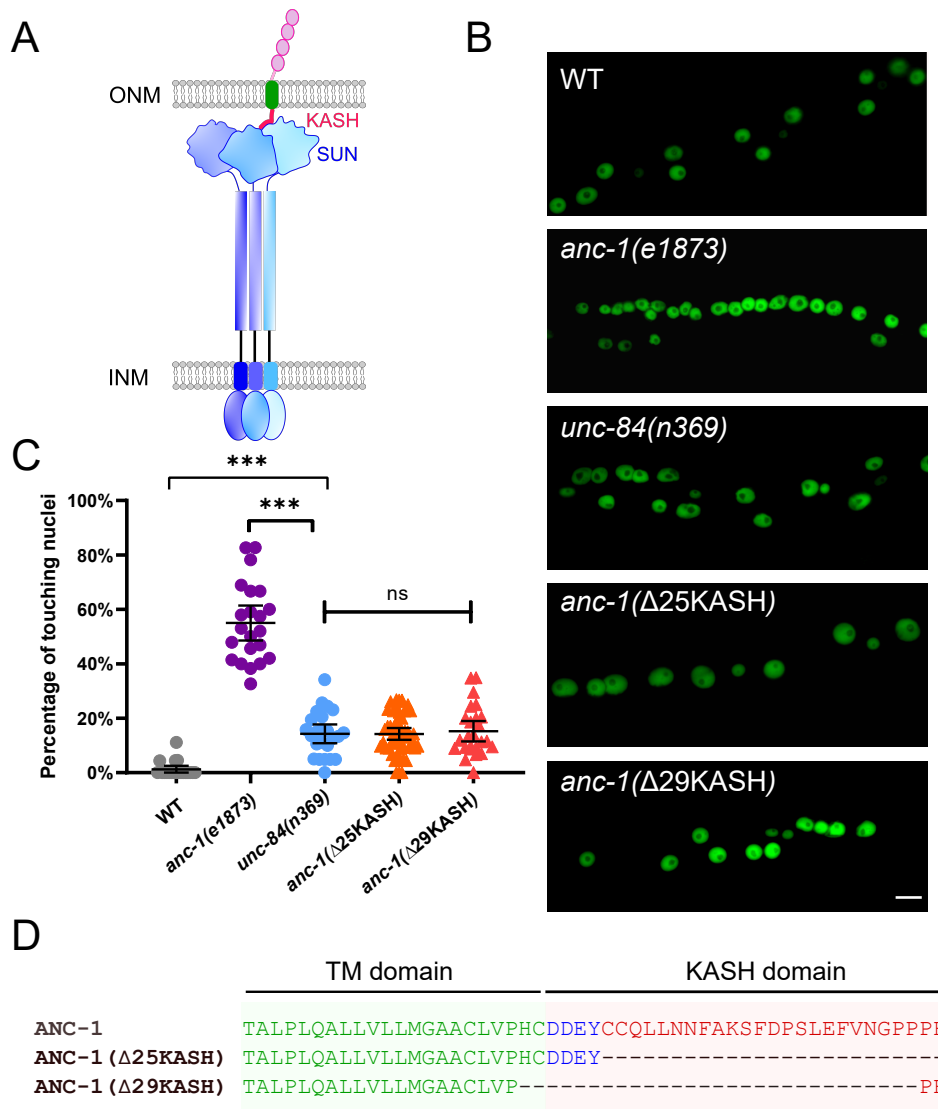 A
ONM
KASH
SUN
INM
B
WT
anc-1(e1873)
unc-84(n369)
anc-1(Δ25KASH)
anc-1(Δ29KASH)
C
***
***
ns
Percentage of touching nuclei
100%
80%
60%
40%
20%
0%
WT
anc-1(e1873)
unc-84(n369)
anc-1(Δ25KASH)
anc-1(Δ29KASH)
D
TM domain KASH domain
ANC-1 TALPLQALLVLLMGAACLVPHCDDEYCCQLLNNFAKSFDPSLEFVNGPPP
ANC-1(Δ25KASH) TALPLQALLVLLMGAACLVPHCDDEY-------------------------
ANC-1(Δ29KASH) TALPLQALLVLLMGAACLVP-----------------------------P